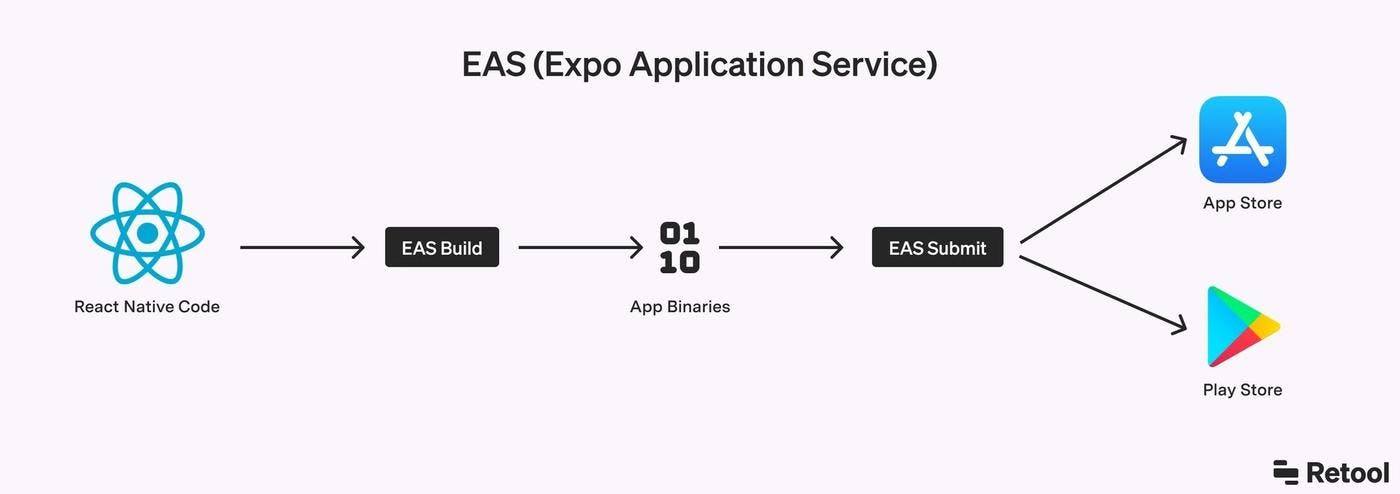 EAS (Expo Application Service)
React Native Code
EAS Build
01
10
App Binaries
EAS Submit
App Store
Play Store
Retool